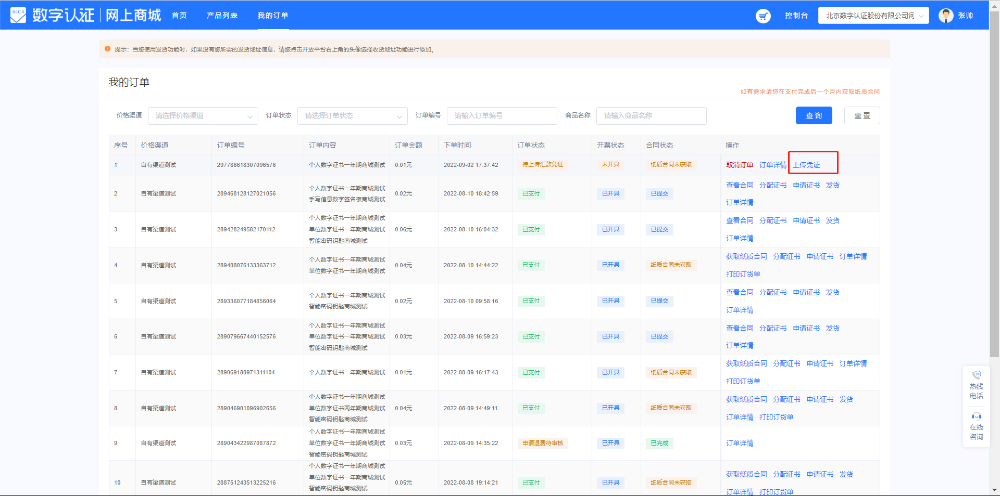 BJCA 数字认证 网上商城 首页 产品列表 我的订单 控制台 北京数字认证股份有限公司河 张帅
提示：当您使用发货功能时，如果没有您所需的发货地址信息，请您点击开放平台右上角的头像选择收货地址功能进行添加。
我的订单
如有需求请您在支付完成后一个月内获取纸质合同
价格渠道 请选择价格渠道 订单状态 请选择订单状态 订单编号 请输入订单编号 商品名称 请输入商品名称 查 询 重 置
序号 价格渠道 订单编号 订单内容 订单金额 下单时间 订单状态 开票状态 合同状态 操作
1 自有渠道测试 297786618307096576 个人数字证书一年期商城测试 0.01元 2022-09-02 17:37:42 待上传汇款凭证 未开具 纸质合同未获取 取消订单 订单详情 上传凭证
个人数字证书一年期商城测试 查看合同 分配证书 申请证书 发货
2 自有渠道测试 289468128127021056 0.02元 2022-08-10 18:42:59 已支付 已开具 已提交
手写信息数字签名板商城测试 订单详情
个人数字证书一年期商城测试 查看合同 分配证书 申请证书 发货
3 自有渠道测试 289428249582170112 单位数字证书一年期商城测试 0.06元 2022-08-10 16:04:32 已支付 已开具 已提交
智能密码钥匙商城测试 订单详情
个人数字证书一年期商城测试 获取纸质合同 分配证书 申请证书 订单详情
4 自有渠道测试 289408076133363712 0.04元 2022-08-10 14:44:22 已支付 已开具 纸质合同未获取
单位数字证书一年期商城测试 打印订货单
个人数字证书一年期商城测试 查看合同 分配证书 申请证书 发货
5 自有渠道测试 289336077184856064 0.02元 2022-08-10 09:58:16 已支付 已开具 已提交
智能密码钥匙商城测试 订单详情
个人数字证书一年期商城测试 查看合同 分配证书 申请证书 发货
6 自有渠道测试 289079667440152576 单位数字证书一年期商城测试 0.03元 2022-08-09 16:59:23 已支付 已开具 已提交
智能密码钥匙商城测试 订单详情
获取纸质合同 分配证书 申请证书 订单详情
7 自有渠道测试 289069180971311104 个人数字证书一年期商城测试 0.01元 2022-08-09 16:17:43 已支付 已开具 纸质合同未获取
打印订货单
个人数字证书一年期商城测试 获取纸质合同 分配证书 申请证书 发货
8 自有渠道测试 289046901096902656 单位数字证书两年期商城测试 0.04元 2022-08-09 14:49:11 已支付 已开具 纸质合同未获取
智能密码钥匙商城测试 订单详情 打印订货单
个人数字证书一年期商城测试
9 自有渠道测试 289043422987087872 单位数字证书一年期商城测试 0.03元 2022-08-09 14:35:22 申请退费待审核 已开具 已完成 订单详情
智能密码钥匙商城测试
个人数字证书一年期商城测试 获取纸质合同 分配证书 申请证书 发货
10 自有渠道测试 288751243513225216 单位数字证书一年期商城测试 0.05元 2022-08-08 19:14:21 已支付 已开具 纸质合同未获取
智能密码钥匙商城测试 订单详情 打印订货单
24
热线
电话
在线
咨询